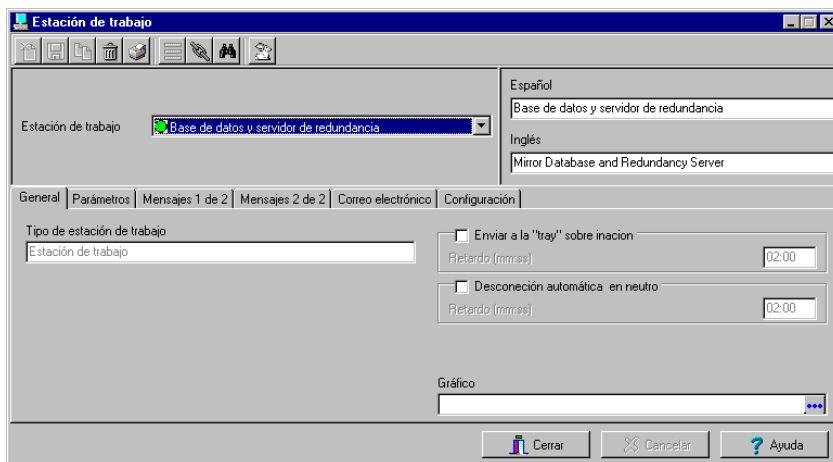 Estación de trabajo
Español
Base de datos y servidor de redundancia
Estación de trabajo
Base de datos y servidor de redundancia
Inglés
Mirror Database and Redundancy Server
General Parámetros Mensajes 1 de 2 Mensajes 2 de 2 Correo electrónico Configuración
Tipo de estación de trabajo
Estación de trabajo
Enviar a la "tray" sobre inacion
Retardo (mm:ss) 02:00
Desconeción automática en neutro
Retardo (mm:ss) 02:00
Gráfico
Cerrar Cancelar Ayuda